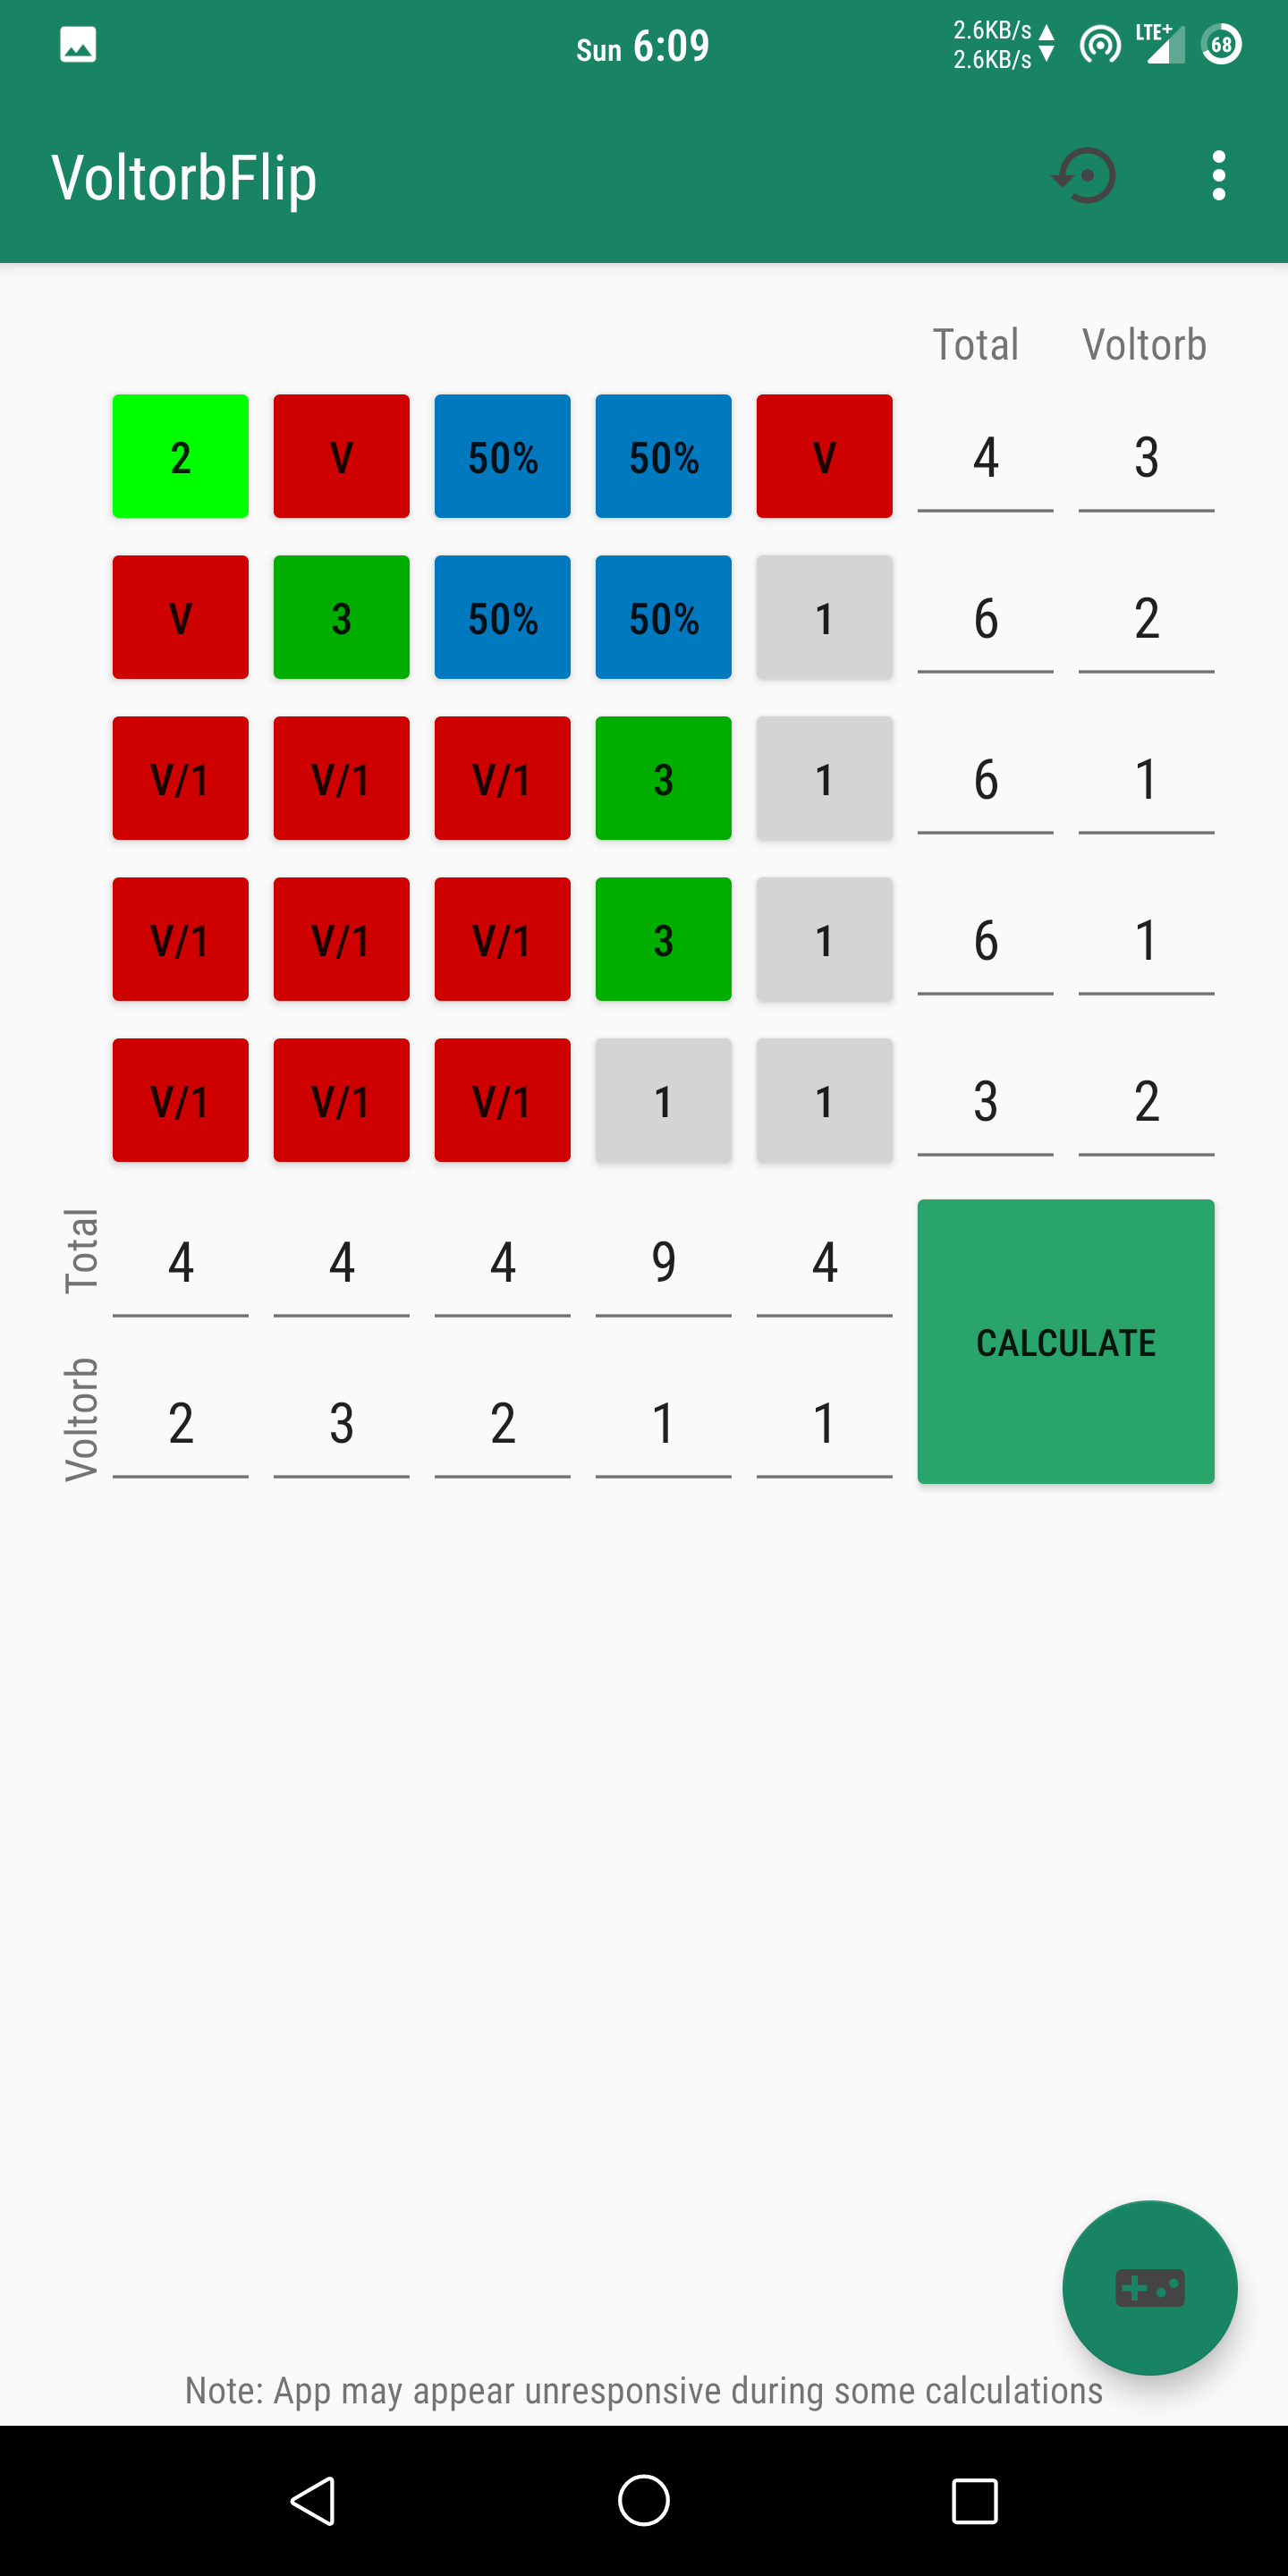 Sun 6:09 2.6KB/s LTE+ 68
2.6KB/s
VoltorbFlip
Total Voltorb
2 V 50% 50% V 4 3
V 3 50% 50% 1 6 2
V/1 V/1 V/1 3 1 6 1
V/1 V/1 V/1 3 1 6 1
V/1 V/1 V/1 1 1 3 2
Total 4 4 4 9 4
CALCULATE
Voltorb 2 3 2 1 1
Note: App may appear unresponsive during some calculations